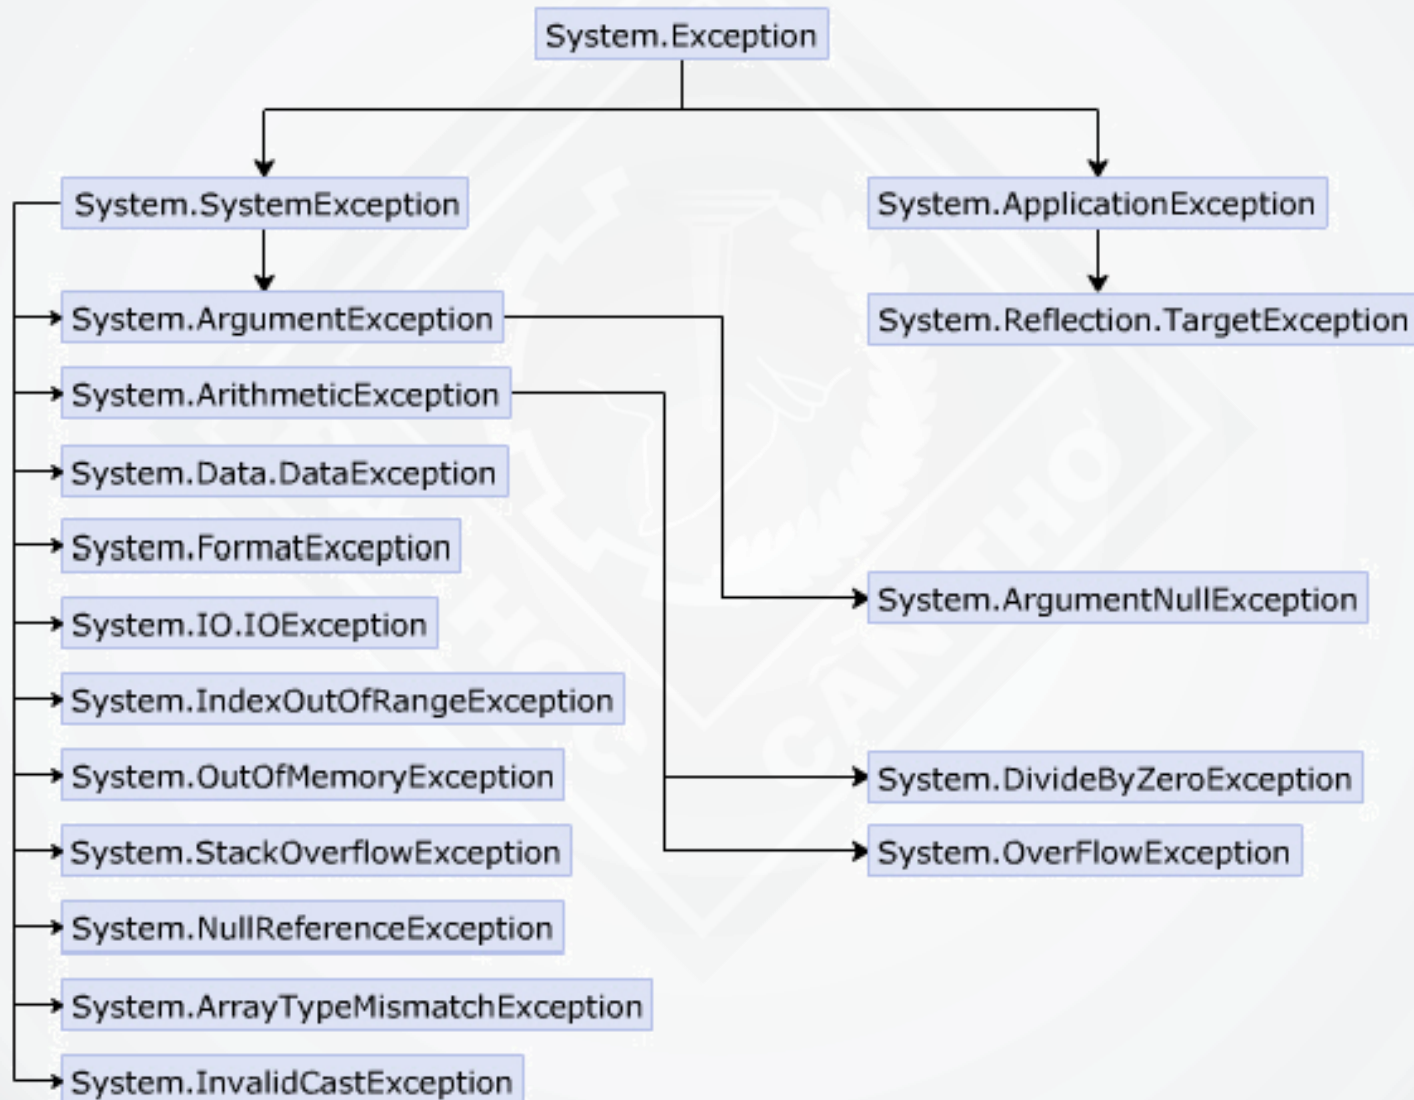 System.Exception
System.SystemException
System.ApplicationException
System.ArgumentException
System.Reflection.TargetException
System.ArithmeticException
System.Data.DataException
System.FormatException
System.ArgumentNullException
System.IO.IOException
System.IndexOutOfRangeException
System.OutOfMemoryException
System.DivideByZeroException
System.StackOverflowException
System.OverFlowException
System.NullReferenceException
System.ArrayTypeMismatchException
System.InvalidCastException